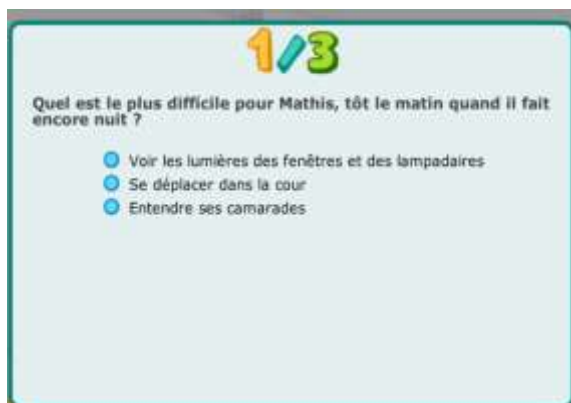 1/3
Quel est le plus difficile pour Mathis, tôt le matin quand il fait
encore nuit ?
Voir les lumières des fenêtres et des lampadaires
Se déplacer dans la cour
Entendre ses camarades